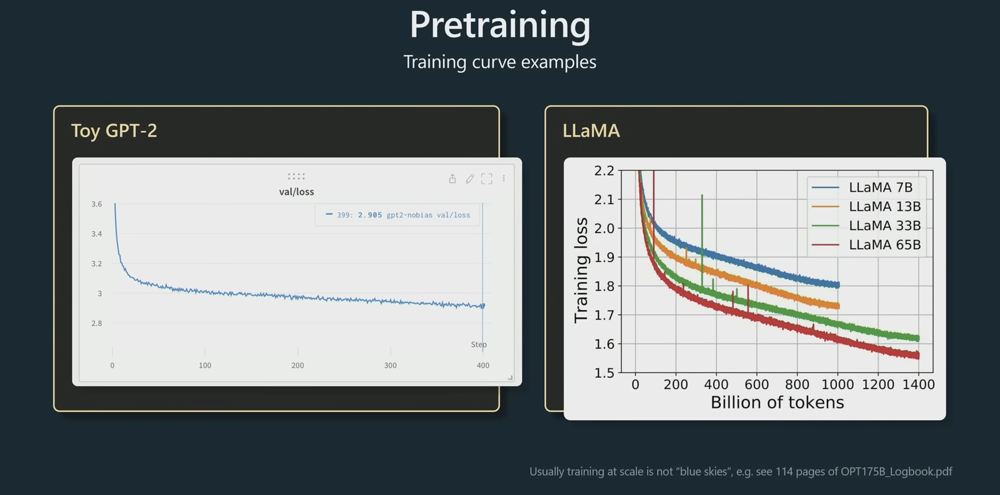 Pretraining
Training curve examples
Toy GPT-2
val/loss
399: 2.905 gpt2-nobias val/loss
3.6
3.4
3.2
3
2.8
Step
0 100 200 300 400
LLaMA
Training loss
2.2
2.1
2.0
1.9
1.8
1.7
1.6
1.5
LLaMA 7B
LLaMA 13B
LLaMA 33B
LLaMA 65B
0 200 400 600 800 1000 1200 1400
Billion of tokens
Usually training at scale is not “blue skies”, e.g. see 114 pages of OPT175B_Logbook.pdf